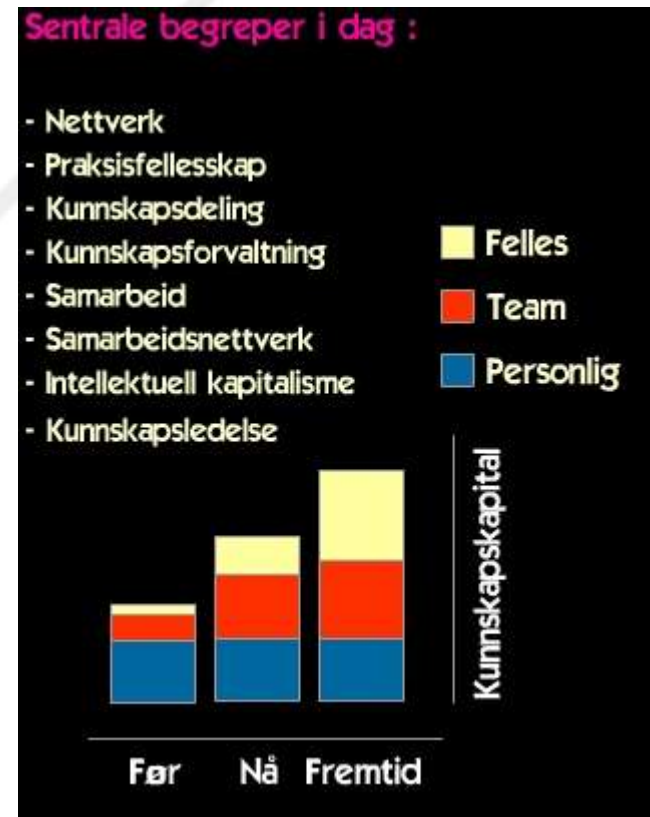 Sentrale begreper i dag :
- Nettverk
- Praksisfellesskap
- Kunnskapsdeling
- Kunnskapsforvaltning
- Samarbeid
- Samarbeidsnettverk
- Intellektuell kapitalisme
- Kunnskapsledelse
Felles
Team
Personlig
Kunnskapskapital
Før Nå Fremtid